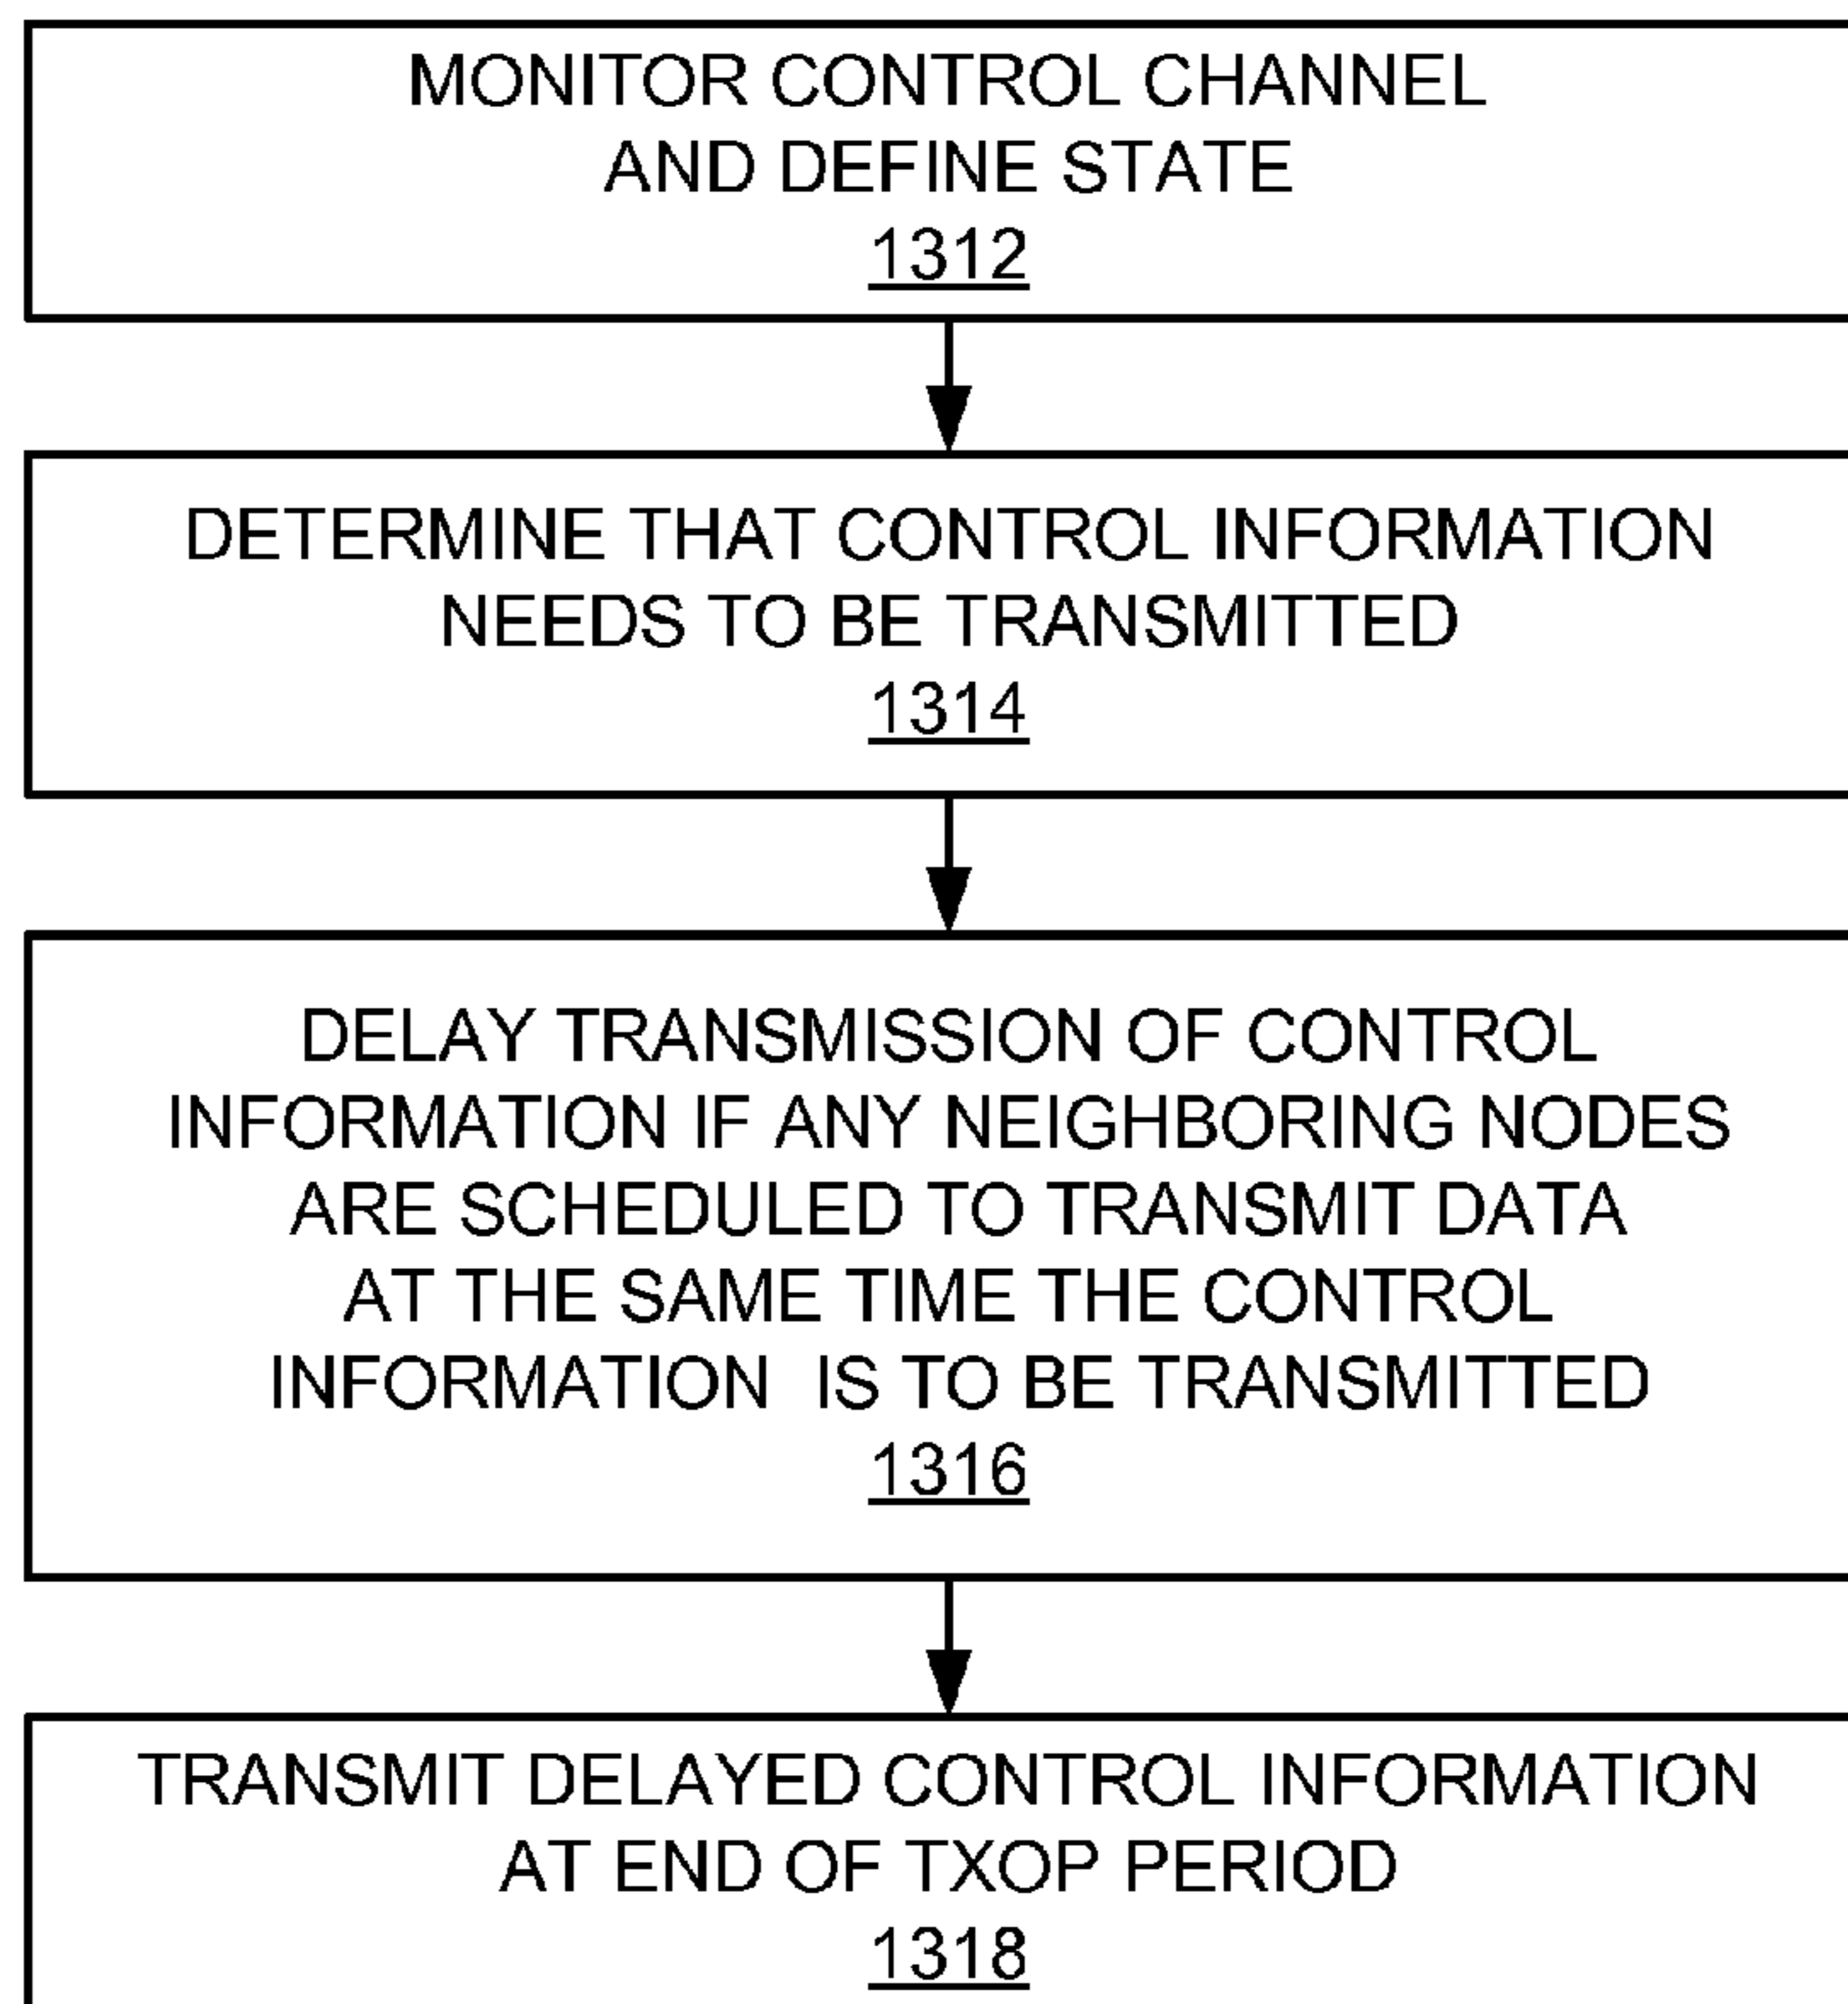 MONITOR CONTROL CHANNEL
AND DEFINE STATE
1312
DETERMINE THAT CONTROL INFORMATION
NEEDS TO BE TRANSMITTED
1314
DELAY TRANSMISSION OF CONTROL
INFORMATION IF ANY NEIGHBORING NODES
ARE SCHEDULED TO TRANSMIT DATA
AT THE SAME TIME THE CONTROL
INFORMATION IS TO BE TRANSMITTED
1316
TRANSMIT DELAYED CONTROL INFORMATION
AT END OF TXOP PERIOD
1318